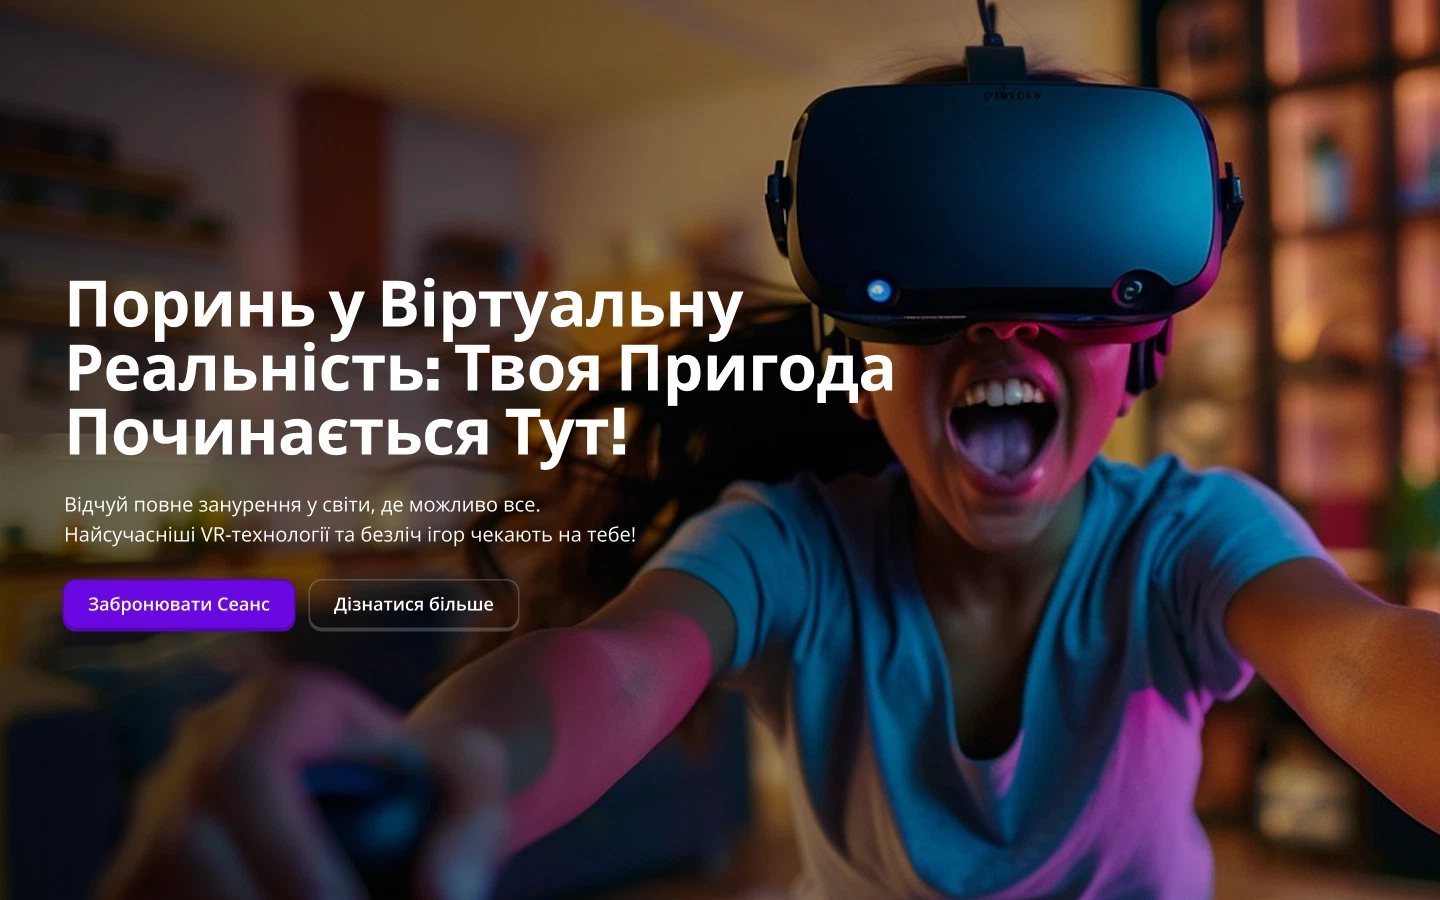 Поринь у Віртуальну
Реальність: Твоя Пригода
Починається Тут!
Відчуй повне занурення у світи, де можливо все.
Найсучасніші VR-технології та безліч ігор чекають на тебе!
Забронювати Сеанс
Дізнатися більше